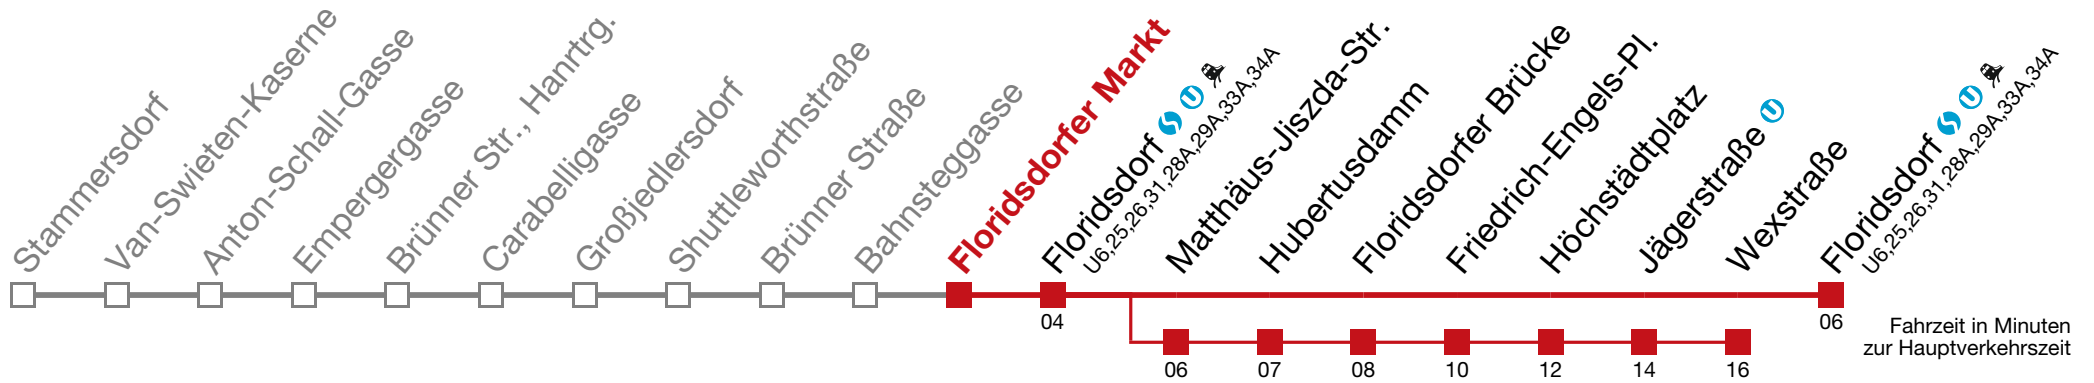 Stammersdorf
Van-Swieten-Kaserne
Anton-Schall-Gasse
Empergergasse
Brünner Str., Hanrtrg.
Carabelligasse
Großjedlersdorf
Shuttleworthstraße
Brünner Straße
Bahnsteggasse
Floridsdorfer Markt
Floridsdorf S U
U6,25,26,31,28A,29A,33A,34A
Matthäus-Jiszda-Str.
Hubertusdamm
Floridsdorfer Brücke
Friedrich-Engels-Pl.
Höchstädtplatz
Jägerstraße U
Wexstraße
Floridsdorf S U
U6,25,26,31,28A,29A,33A,34A
04
06
06
07
08
10
12
14
16
Fahrzeit in Minuten
zur Hauptverkehrszeit